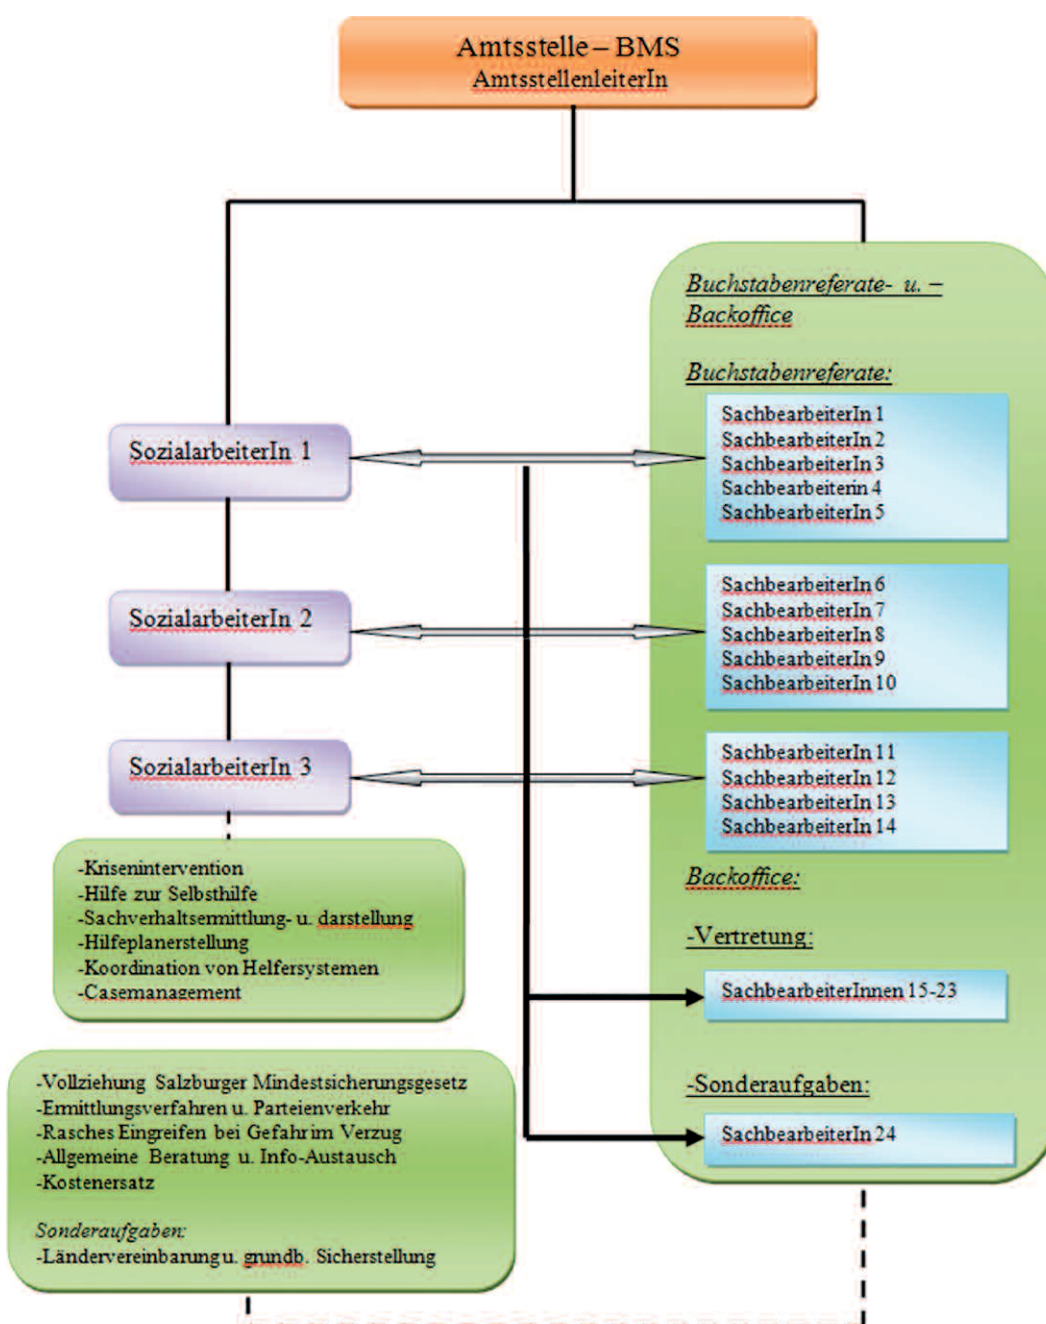 Amtsstelle – BMS
AmtsstellenleiterIn
Buchstabenreferate- u. –
Backoffice
Buchstabenreferate:
SachbearbeiterIn 1
SachbearbeiterIn 2
SachbearbeiterIn 3
Sachbearbeiterin 4
SachbearbeiterIn 5
SozialarbeiterIn 1
SachbearbeiterIn 6
SachbearbeiterIn 7
SachbearbeiterIn 8
SachbearbeiterIn 9
SachbearbeiterIn 10
SozialarbeiterIn 2
SachbearbeiterIn 11
SachbearbeiterIn 12
SachbearbeiterIn 13
SachbearbeiterIn 14
SozialarbeiterIn 3
Backoffice:
-Vertretung:
SachbearbeiterInnen 15-23
-Sonderaufgaben:
SachbearbeiterIn 24
-Krisenintervention
-Hilfe zur Selbsthilfe
-Sachverhaltsermittlung- u. darstellung
-Hilfeplanerstellung
-Koordination von Helfersystemen
-Casemanagement
-Vollziehung Salzburger Mindestsicherungsgesetz
-Ermittlungsverfahren u. Parteienverkehr
-Rasches Eingreifen bei Gefahr im Verzug
-Allgemeine Beratung u. Info-Austausch
-Kostenersatz
Sonderaufgaben:
-Ländervereinbarung u. grundb. Sicherstellung